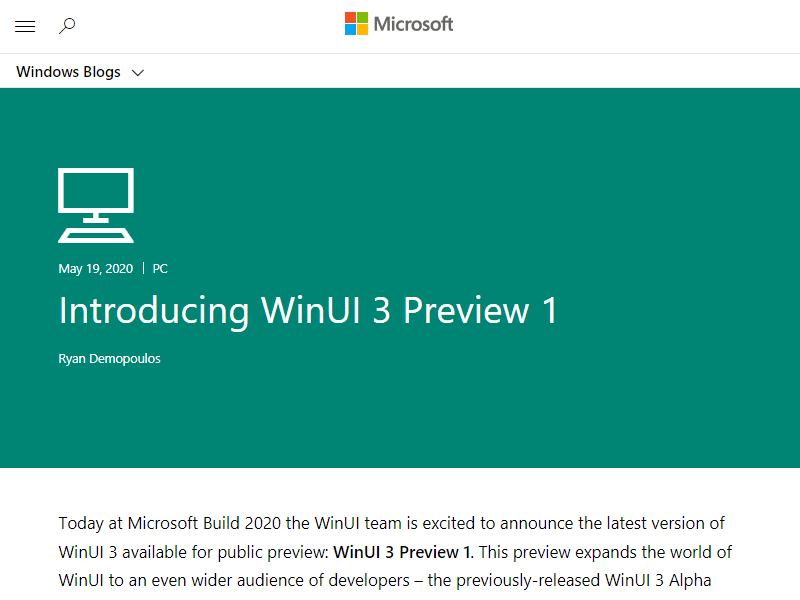 Microsoft
Windows Blogs
May 19, 2020 | PC
Introducing WinUI 3 Preview 1
Ryan Demopoulos
Today at Microsoft Build 2020 the WinUI team is excited to announce the latest version of
WinUI 3 available for public preview: WinUI 3 Preview 1. This preview expands the world of
WinUI to an even wider audience of developers – the previously-released WinUI 3 Alpha